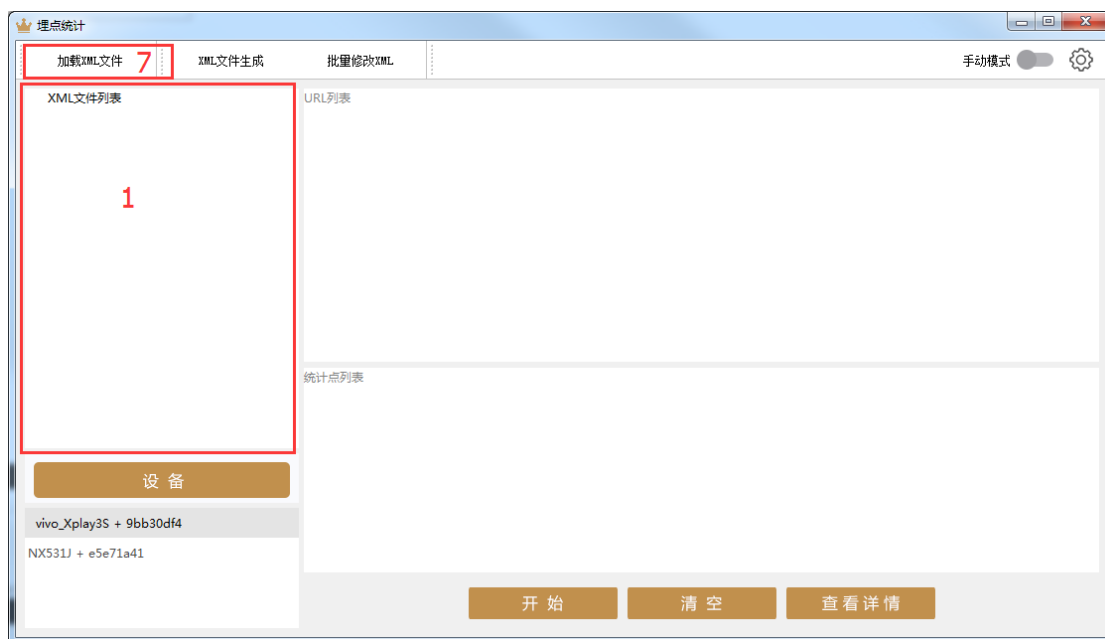 埋点统计
加载XML文件 7 XML文件生成 批量修改XML 手动模式
XML文件列表
URL列表
1
统计点列表
设 备
vivo_Xplay3S + 9bb30df4
NX531J + e5e71a41
开 始 清 空 查看详情